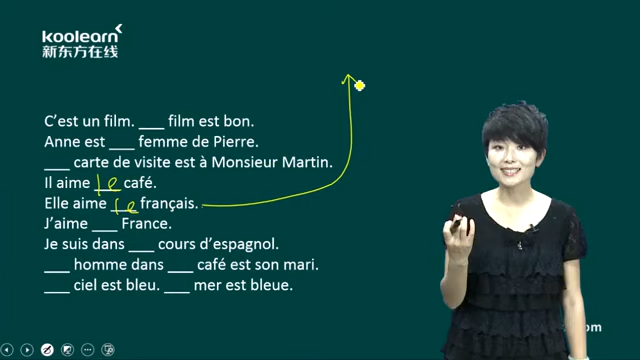 koolearn
新东方在线
C'est un film. ___ film est bon.
Anne est ___ femme de Pierre.
___ carte de visite est à Monsieur Martin.
Il aime le café.
Elle aime le français.
J'aime ___ France.
Je suis dans ___ cours d'espagnol.
___ homme dans ___ café est son mari.
___ ciel est bleu. ___ mer est bleue.
.com